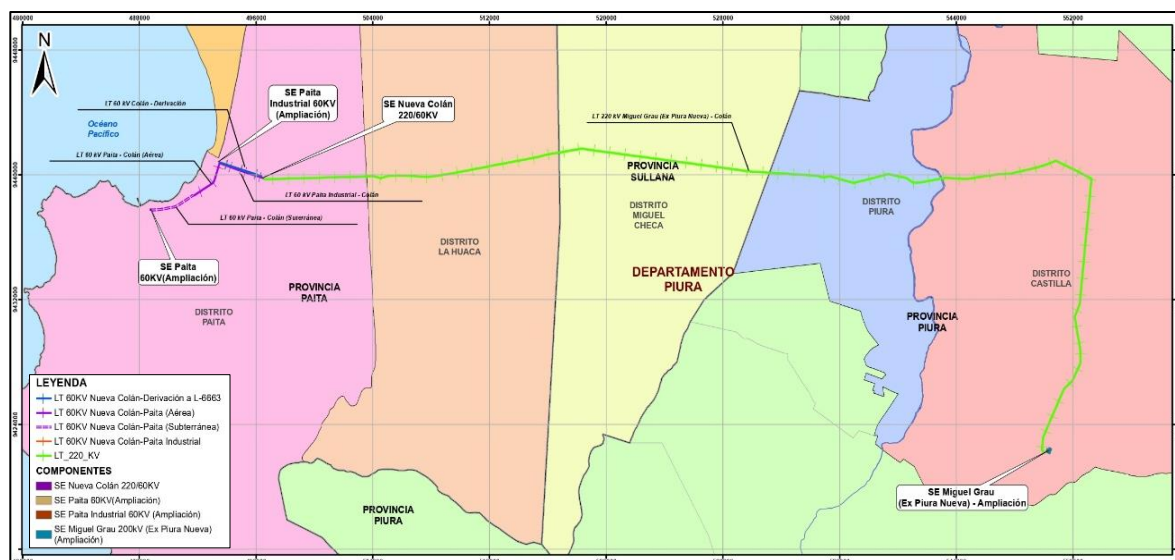 480000 488000 496000 504000 512000 520000 528000 536000 544000 552000
9448000
N
LT 60 kV Colán - Derivación
SE Paita
Industrial 60KV
(Ampliación)
SE Nueva Colán
220/60KV
Océano
Pacífico
LT 60 kV Paita - Colán (Aérea)
LT 220 kV Miguel Grau (Ex Piura Nueva) - Colán
9440000
PROVINCIA
SULLANA
LT 60 kV Paita Industrial - Colán
LT 60 kV Paita - Colán (Suterránea)
DISTRITO
MIGUEL
CHECA
DISTRITO
PIURA
DISTRITO
LA HUACA
SE Paita
60KV(Ampliación)
DEPARTAMENTO
PIURA
DISTRITO
CASTILLA
PROVINCIA
PAITA
9432000
DISTRITO
PAITA
PROVINCIA
PIURA
LEYENDA
LT 60KV Nueva Colán-Derivación a L-6663
LT 60KV Nueva Colán-Paita (Aérea)
LT 60KV Nueva Colán-Paita (Subterránea)
LT 60KV Nueva Colán-Paita Industrial
LT_220_KV
9424000
COMPONENTES
SE Nueva Colán 220/60KV
SE Paita 60KV(Ampliación)
SE Paita Industrial 60KV (Ampliación)
SE Miguel Grau 200kV (Ex Piura Nueva)
(Ampliación)
PROVINCIA
PIURA
SE Miguel Grau
(Ex Piura Nueva) - Ampliación